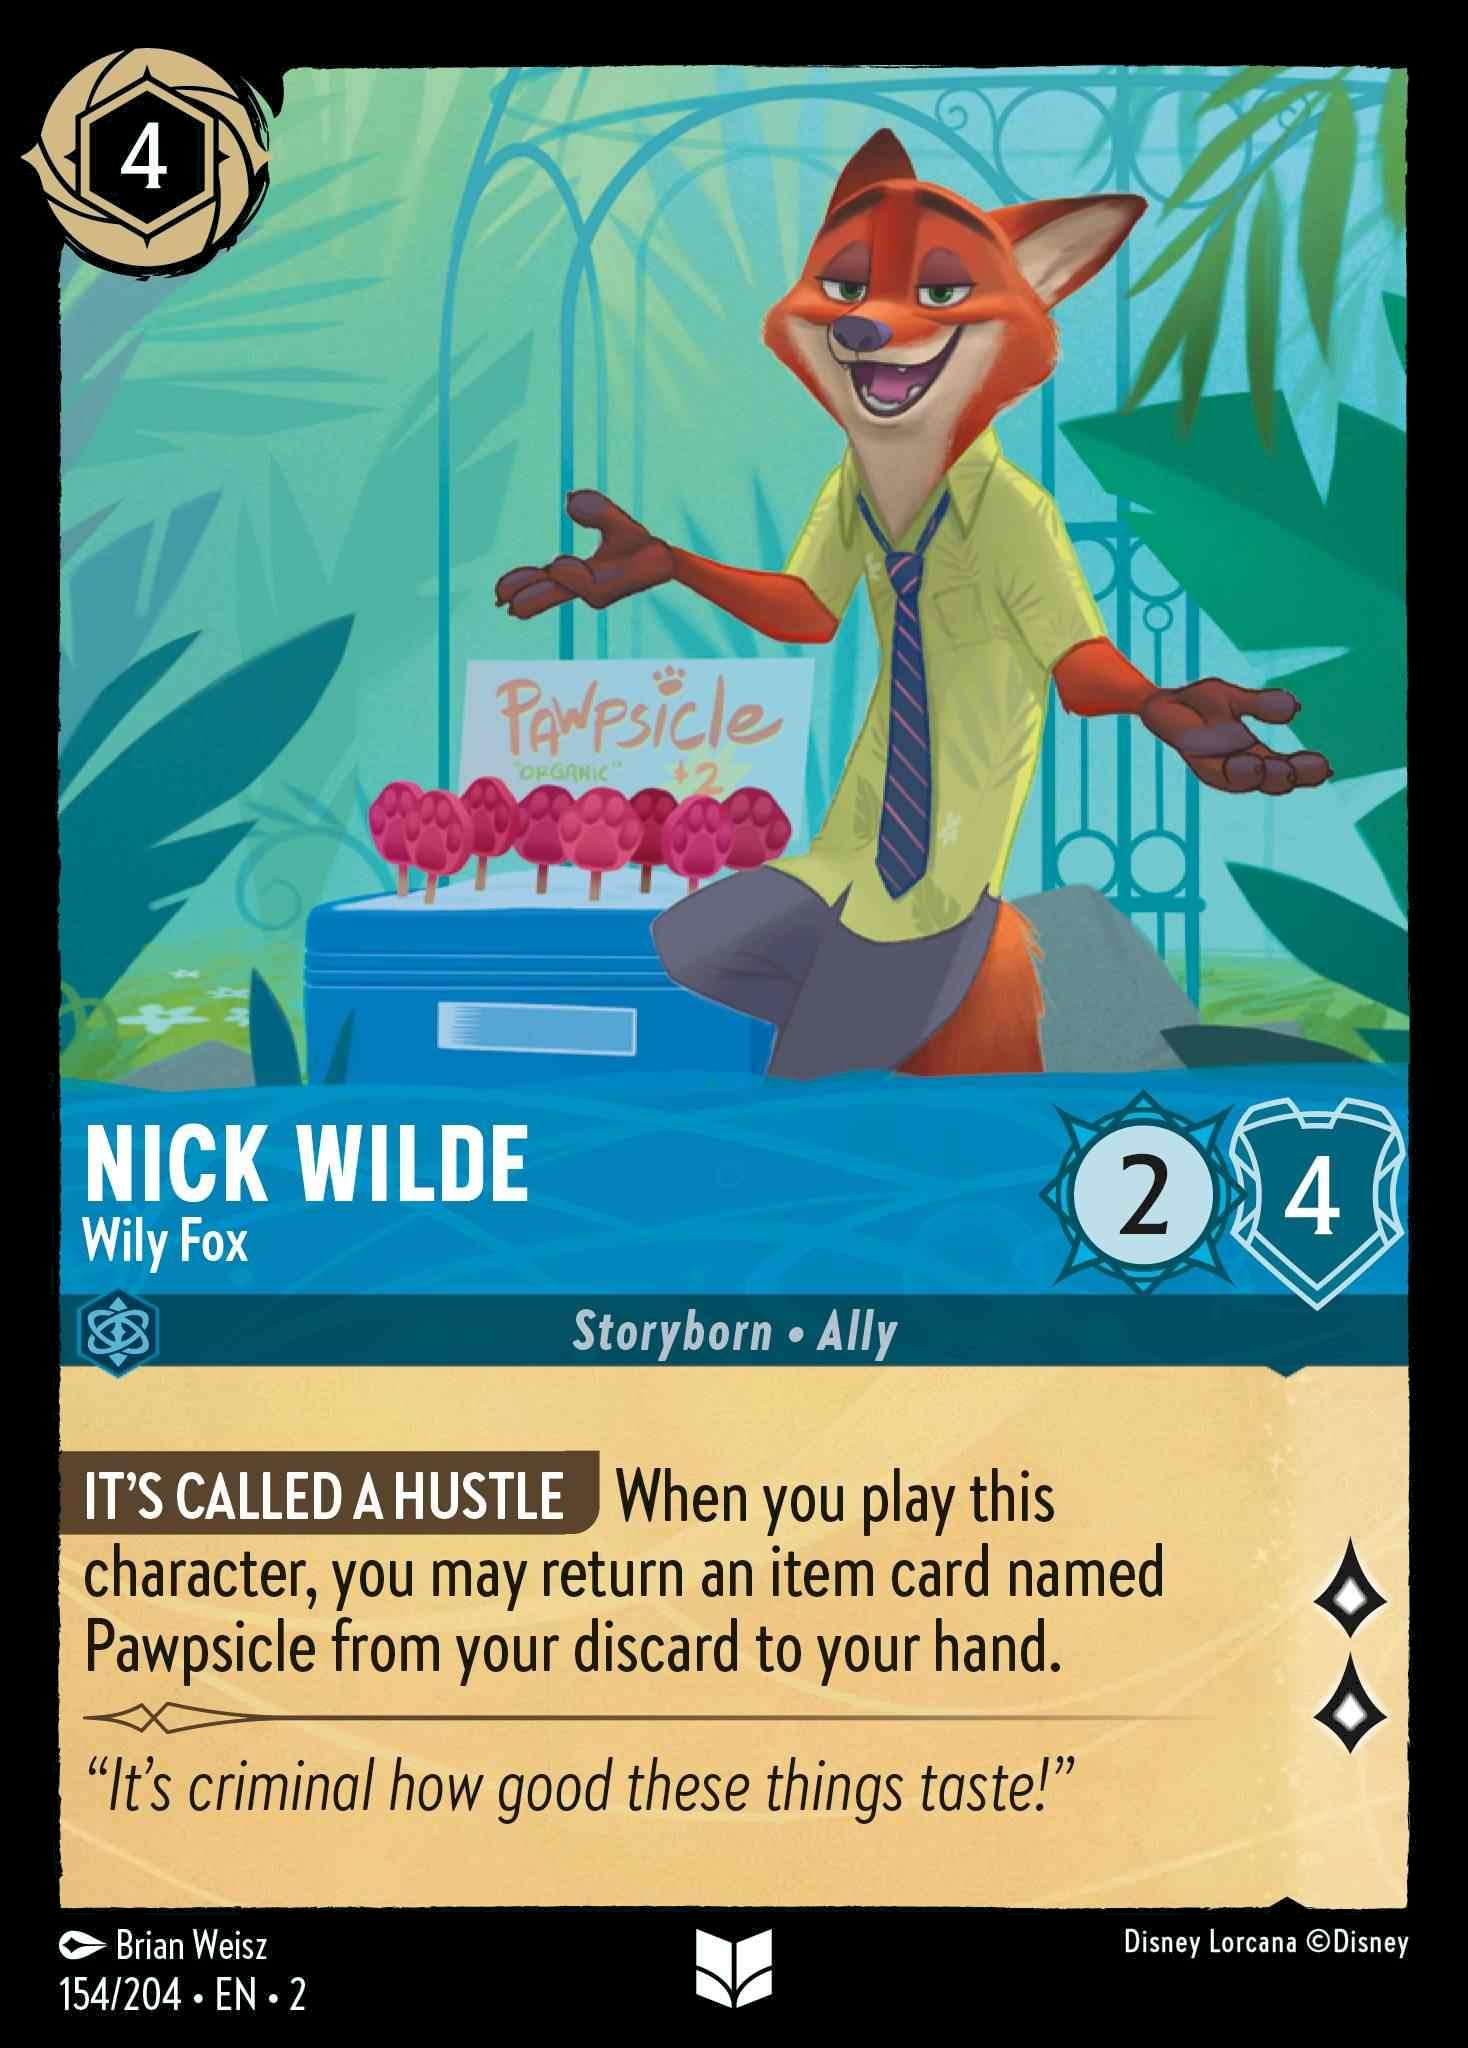 4
PAWPSICLE
"ORGANIC" $2
NICK WILDE
Wily Fox
2 4
Storyborn • Ally
IT'S CALLED A HUSTLE When you play this
character, you may return an item card named
Pawpsicle from your discard to your hand.
“It’s criminal how good these things taste!”
Brian Weisz
Disney Lorcana ©Disney
154/204 • EN • 2